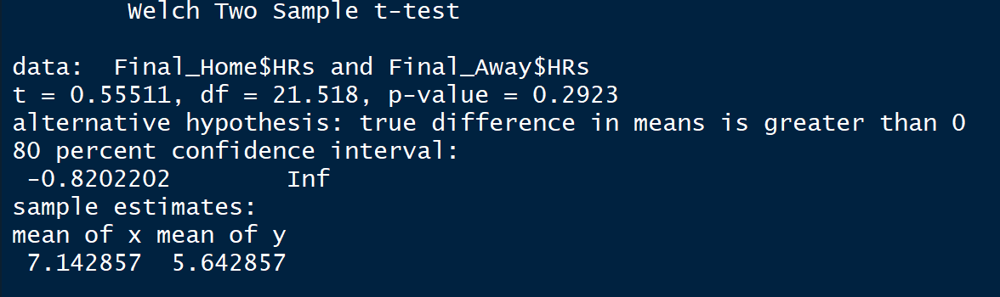 Welch Two Sample t-test
data:  Final_Home$HRs and Final_Away$HRs
t = 0.55511, df = 21.518, p-value = 0.2923
alternative hypothesis: true difference in means is greater than 0
80 percent confidence interval:
 -0.8202202        Inf
sample estimates:
mean of x mean of y
 7.142857  5.642857